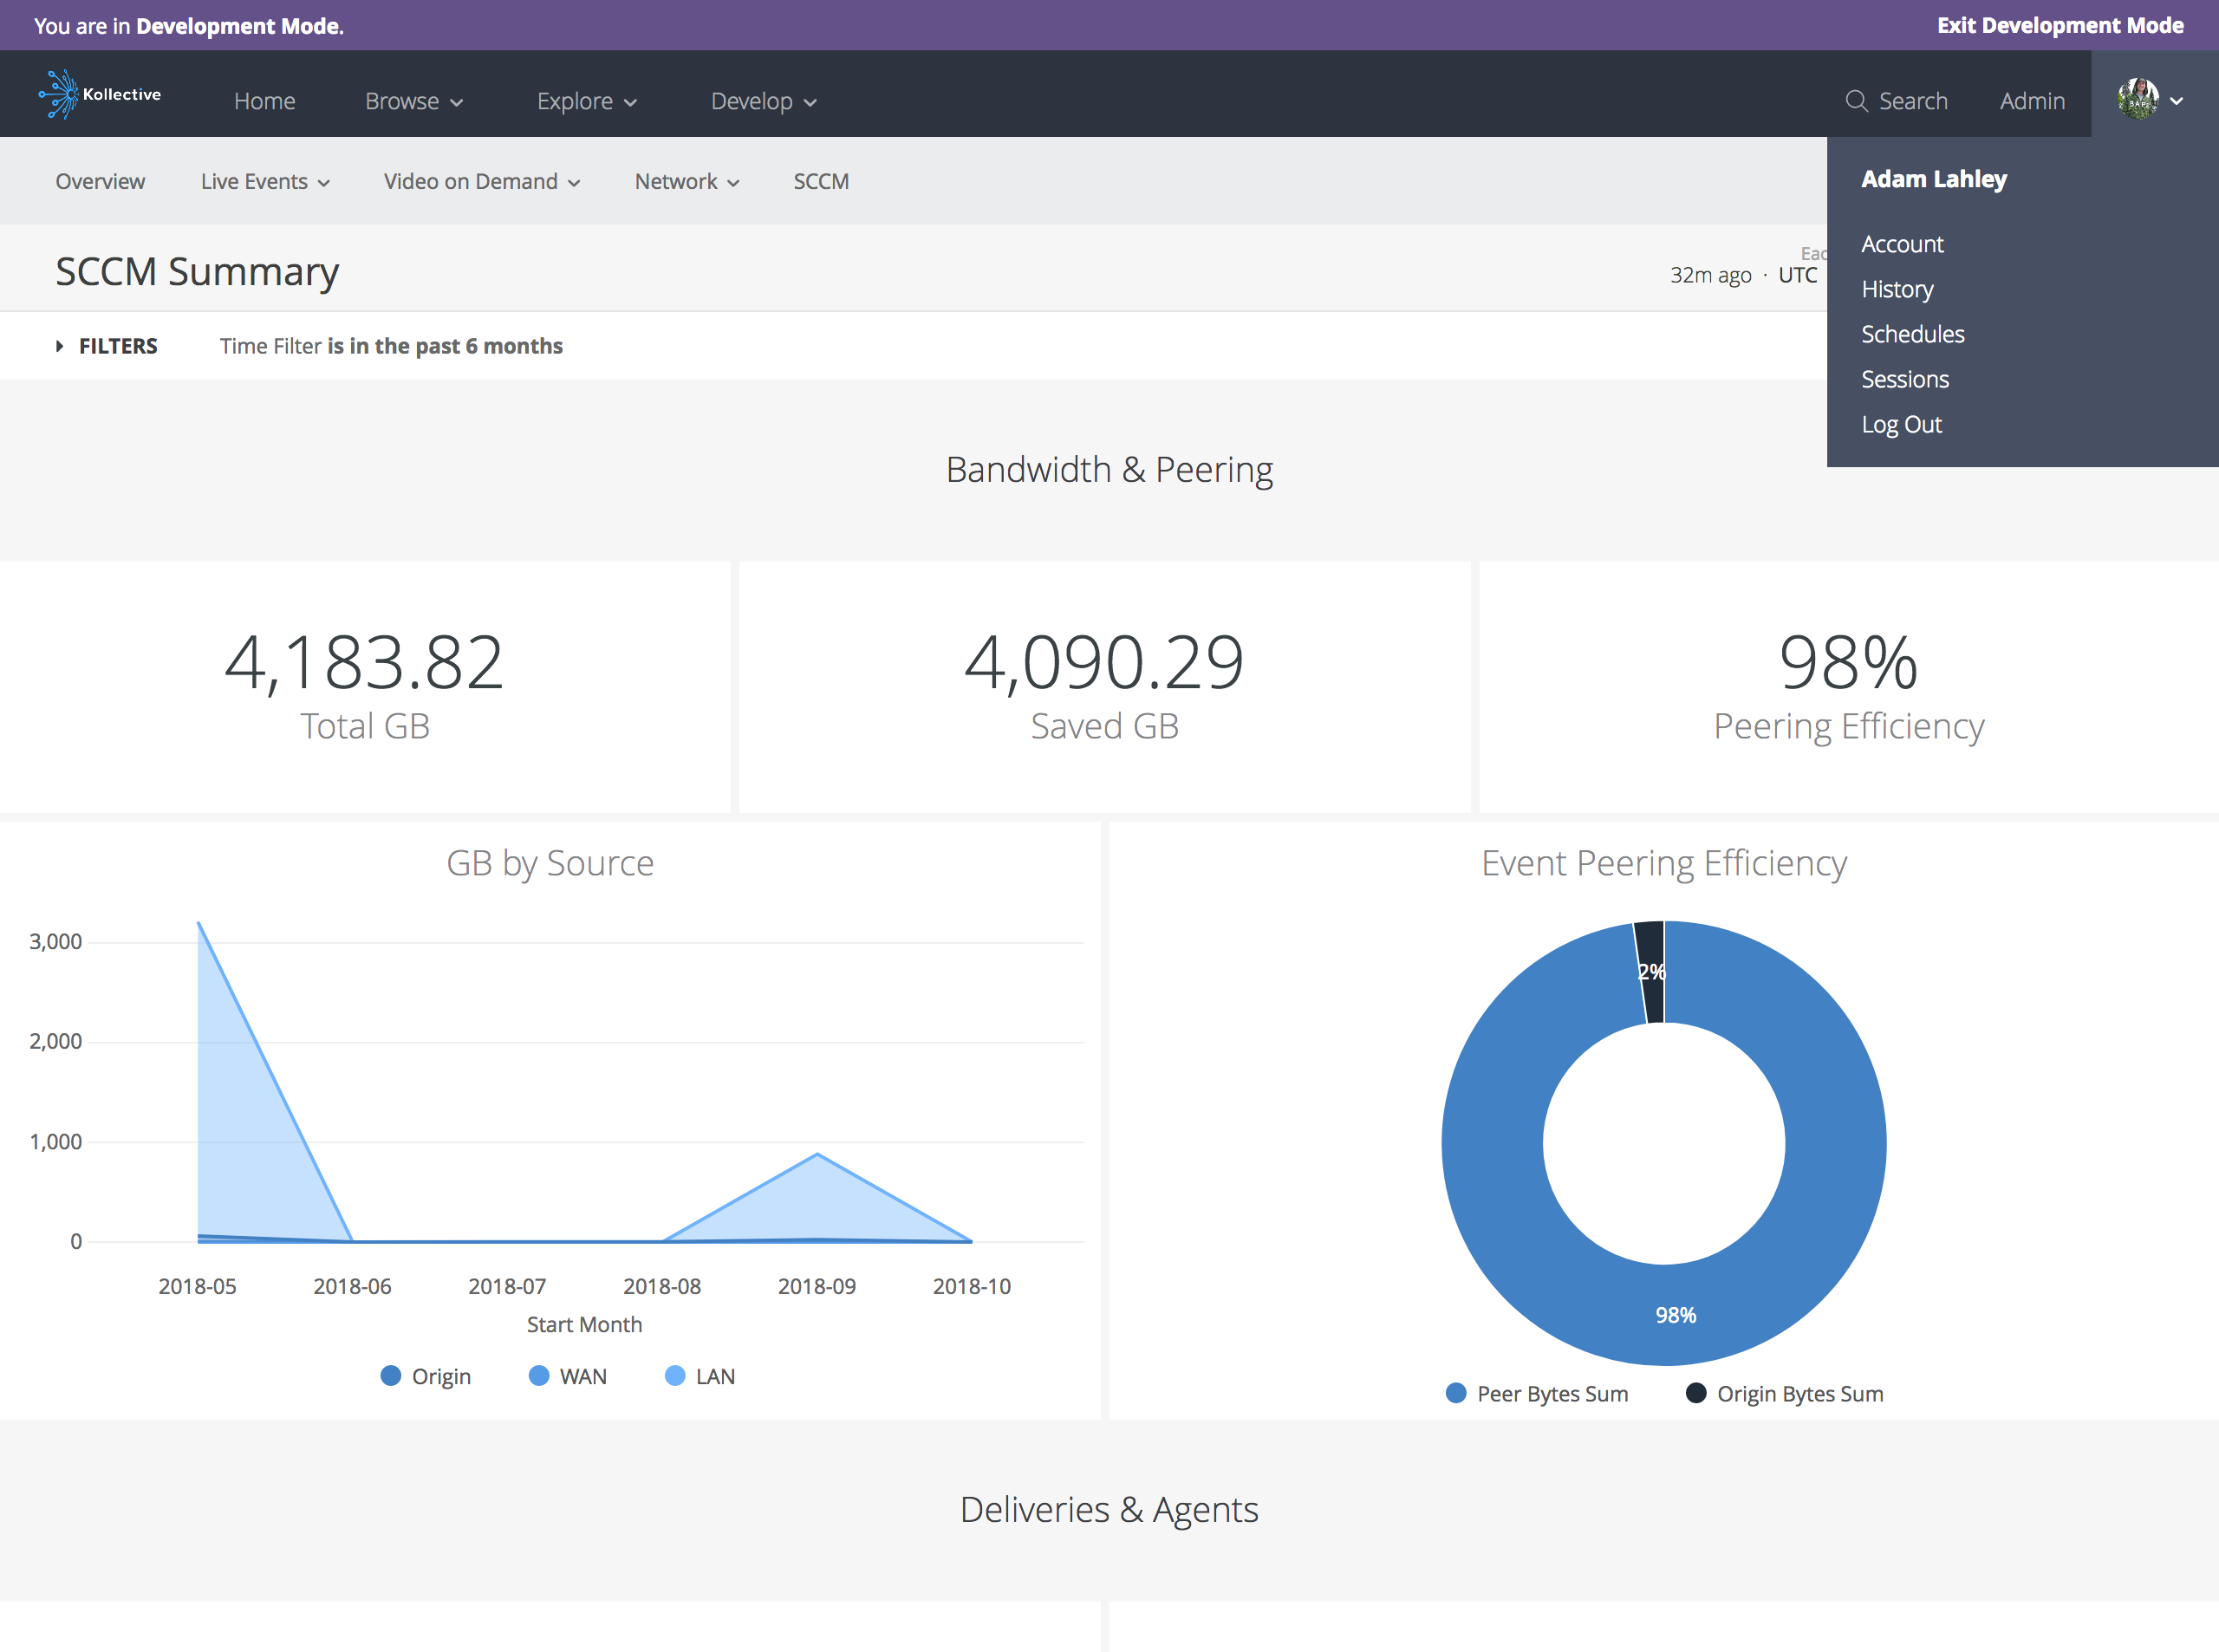 You are in Development Mode.
Exit Development Mode
Kollective
Home
Browse
Explore
Develop
Search
Admin
Overview
Live Events
Video on Demand
Network
SCCM
Adam Lahley
Account
History
Schedules
Sessions
Log Out
SCCM Summary
32m ago · UTC
FILTERS
Time Filter is in the past 6 months
Bandwidth & Peering
4,183.82
Total GB
4,090.29
Saved GB
98%
Peering Efficiency
GB by Source
3,000
2,000
1,000
0
2018-05
2018-06
2018-07
2018-08
2018-09
2018-10
Start Month
Origin
WAN
LAN
Event Peering Efficiency
2%
98%
Peer Bytes Sum
Origin Bytes Sum
Deliveries & Agents